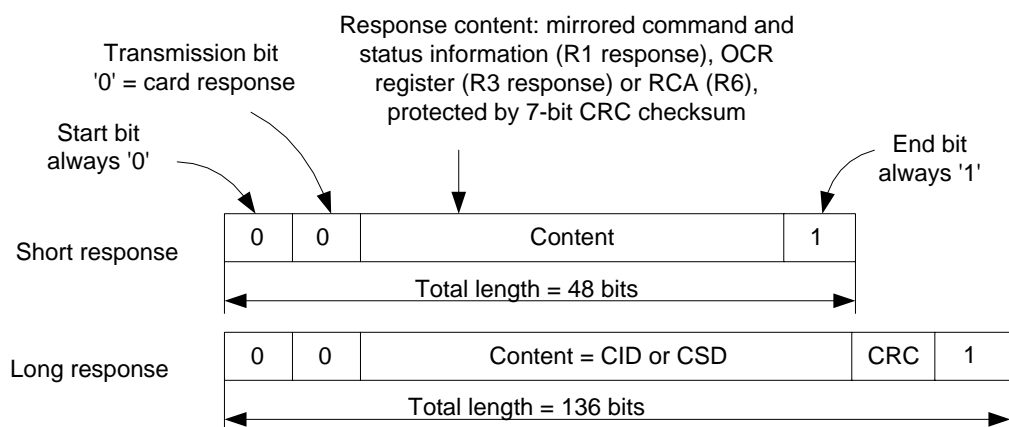 Response content: mirrored command and
status information (R1 response), OCR
register (R3 response) or RCA (R6),
protected by 7-bit CRC checksum
Transmission bit
'0' = card response
Start bit
always '0'
End bit
always '1'
Short response
0 0 Content 1
Total length = 48 bits
Long response
0 0 Content = CID or CSD CRC 1
Total length = 136 bits